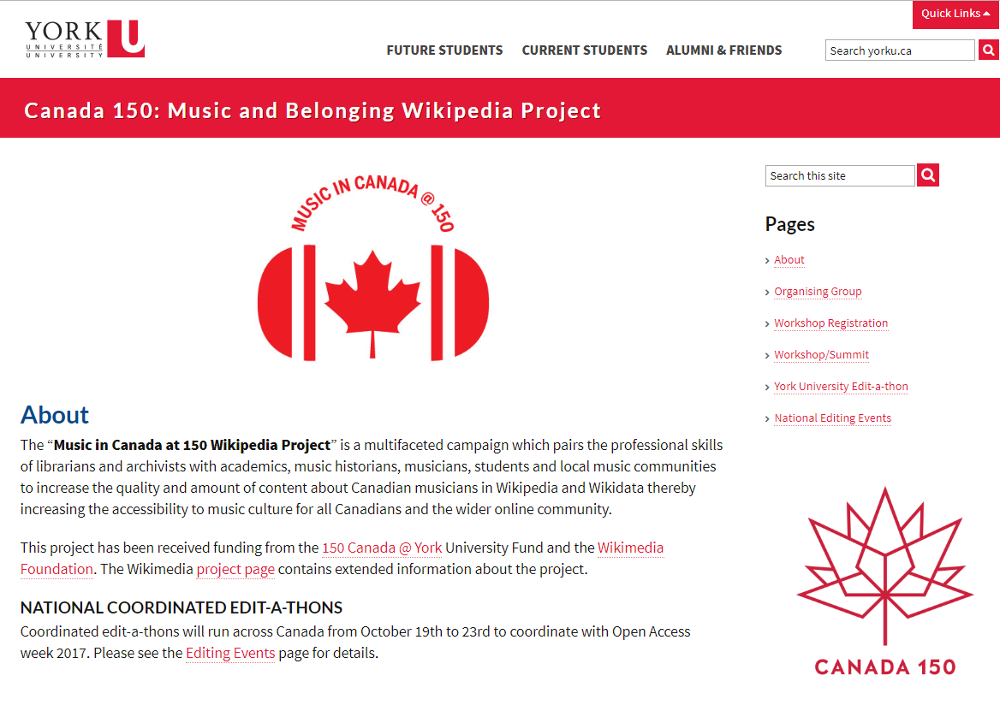 Quick Links
YORK
UNIVERSITÉ
UNIVERSITY
U
FUTURE STUDENTS CURRENT STUDENTS ALUMNI & FRIENDS
Search yorku.ca
Canada 150: Music and Belonging Wikipedia Project
MUSIC IN CANADA @ 150
About
The “Music in Canada at 150 Wikipedia Project” is a multifaceted campaign which pairs the professional skills
of librarians and archivists with academics, music historians, musicians, students and local music communities
to increase the quality and amount of content about Canadian musicians in Wikipedia and Wikidata thereby
increasing the accessibility to music culture for all Canadians and the wider online community.
This project has been received funding from the 150 Canada @ York University Fund and the Wikimedia
Foundation. The Wikimedia project page contains extended information about the project.
NATIONAL COORDINATED EDIT-A-THONS
Coordinated edit-a-thons will run across Canada from October 19th to 23rd to coordinate with Open Access
week 2017. Please see the Editing Events page for details.
Search this site
Pages
About
Organising Group
Workshop Registration
Workshop/Summit
York University Edit-a-thon
National Editing Events
CANADA 150